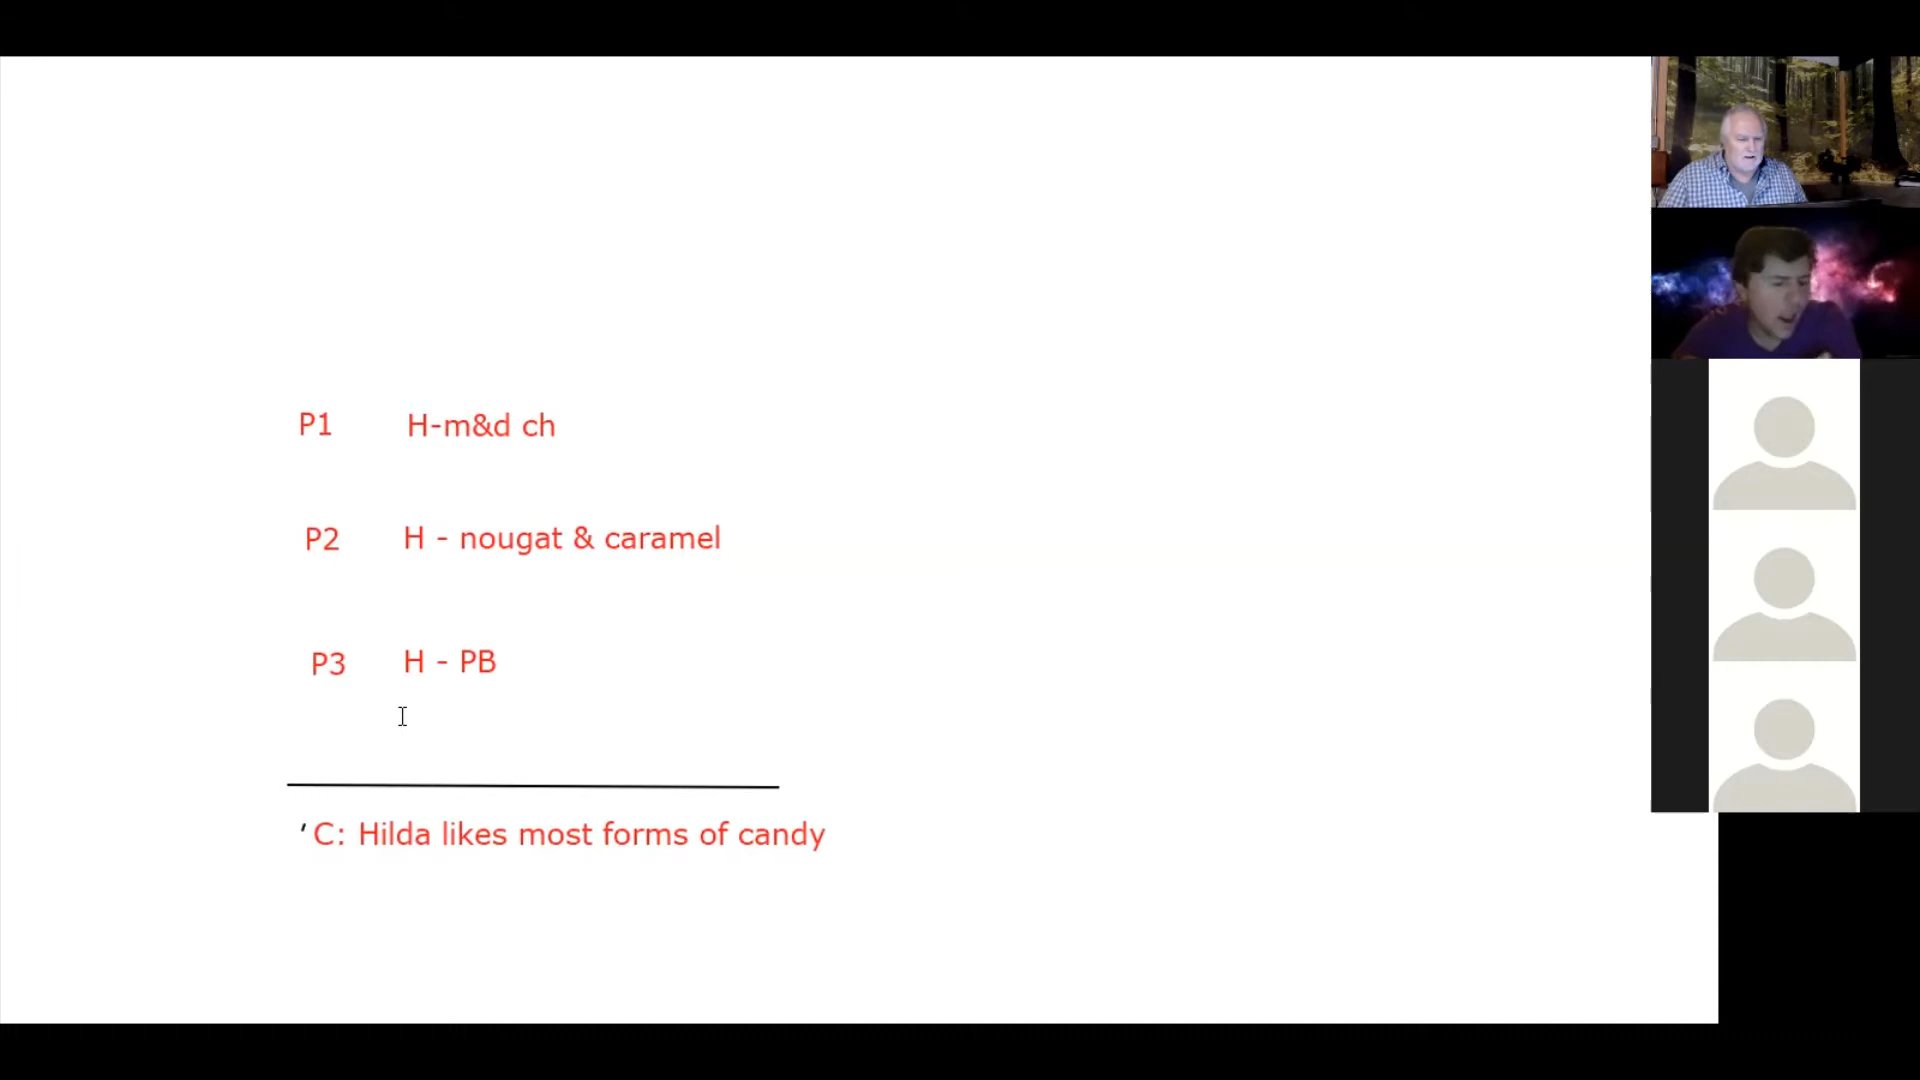 P1 H-m&d ch
P2 H - nougat & caramel
P3 H - PB
' C: Hilda likes most forms of candy